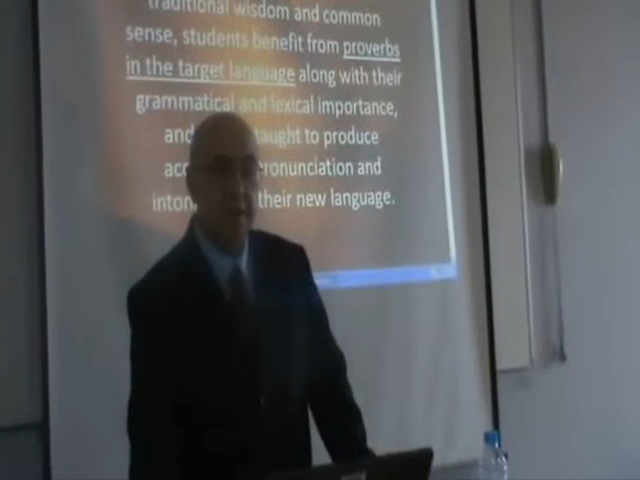 traditional wisdom and common
sense, students benefit from proverbs
in the target language along with their
grammatical and lexical importance,
and taught to produce
pronunciation and
their new language.